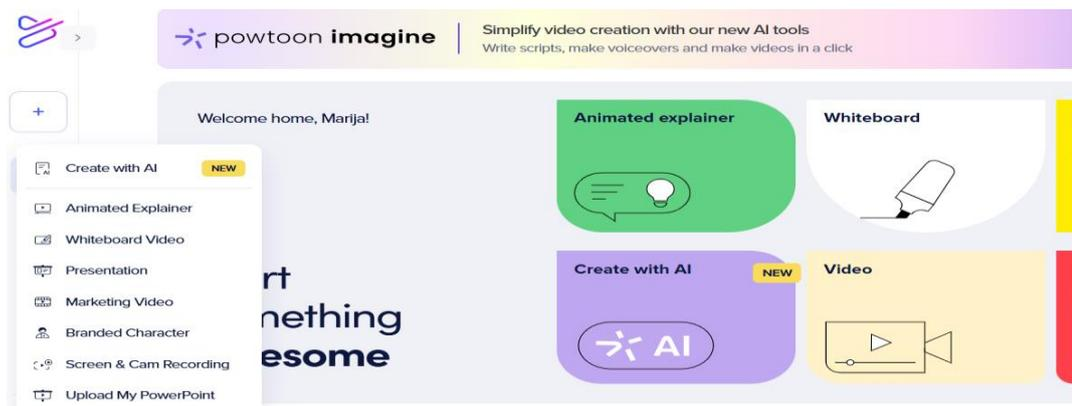 powtoon imagine
Simplify video creation with our new AI tools
Write scripts, make voiceovers and make videos in a click
Welcome home, Marija!
Create with AI NEW
Animated Explainer
Whiteboard Video
Presentation
Marketing Video
Branded Character
Screen & Cam Recording
Upload My PowerPoint
rt
nething
esome
Animated explainer
Whiteboard
Create with AI NEW
AI
Video